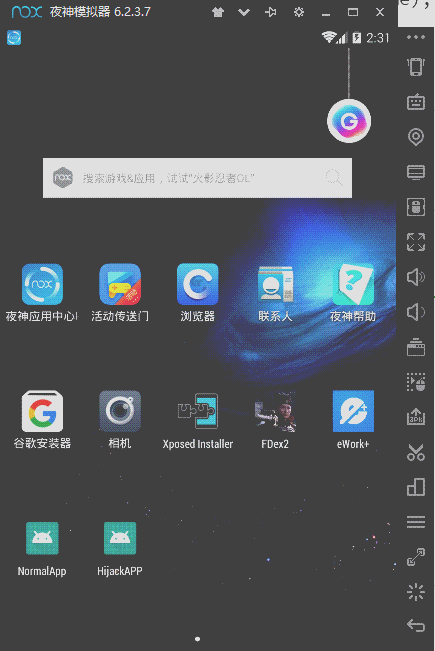 nox 夜神模拟器 6.2.3.7
e),
2:31
G
搜索游戏&应用，试试"火影忍者OL"
nox
夜神应用中心
活动传送门
浏览器
联系人
夜神帮助
谷歌安装器
相机
Xposed Installer
FDex2
eWork+
NormalApp
HijackAPP